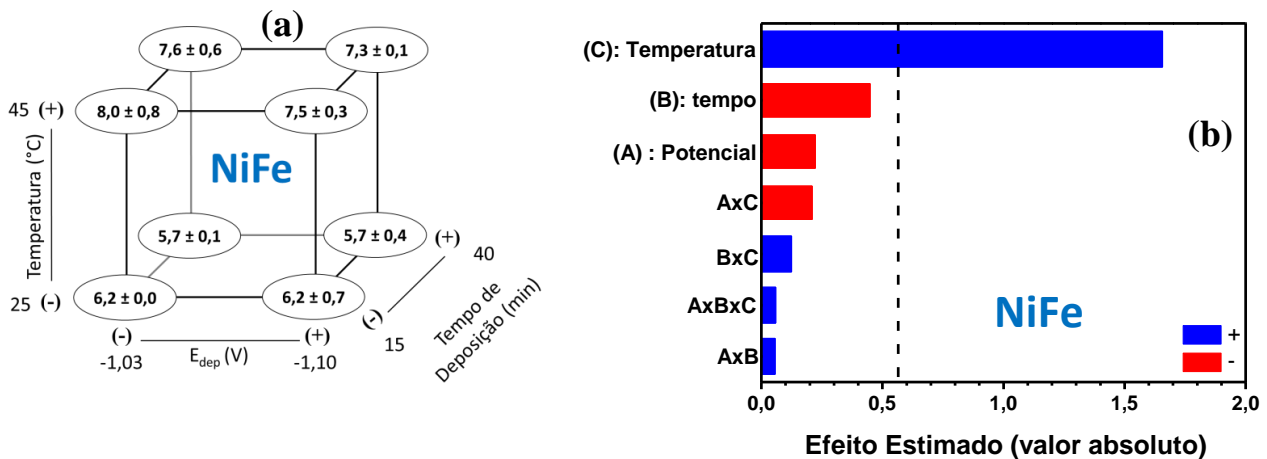 (a)
7,6 ± 0,6
7,3 ± 0,1
8,0 ± 0,8
7,5 ± 0,3
45 (+)
Temperatura (°C)
NiFe
5,7 ± 0,1
5,7 ± 0,4
(+)
40
25 (-)
6,2 ± 0,0
6,2 ± 0,7
(-)
15
Tempo de
Deposição (min)
(-)
(+)
-1,03
E_dep (V)
-1,10
(b)
(C): Temperatura
(B): tempo
(A) : Potencial
AxC
BxC
AxBxC
AxB
NiFe
+
-
0,0
0,5
1,0
1,5
2,0
Efeito Estimado (valor absoluto)